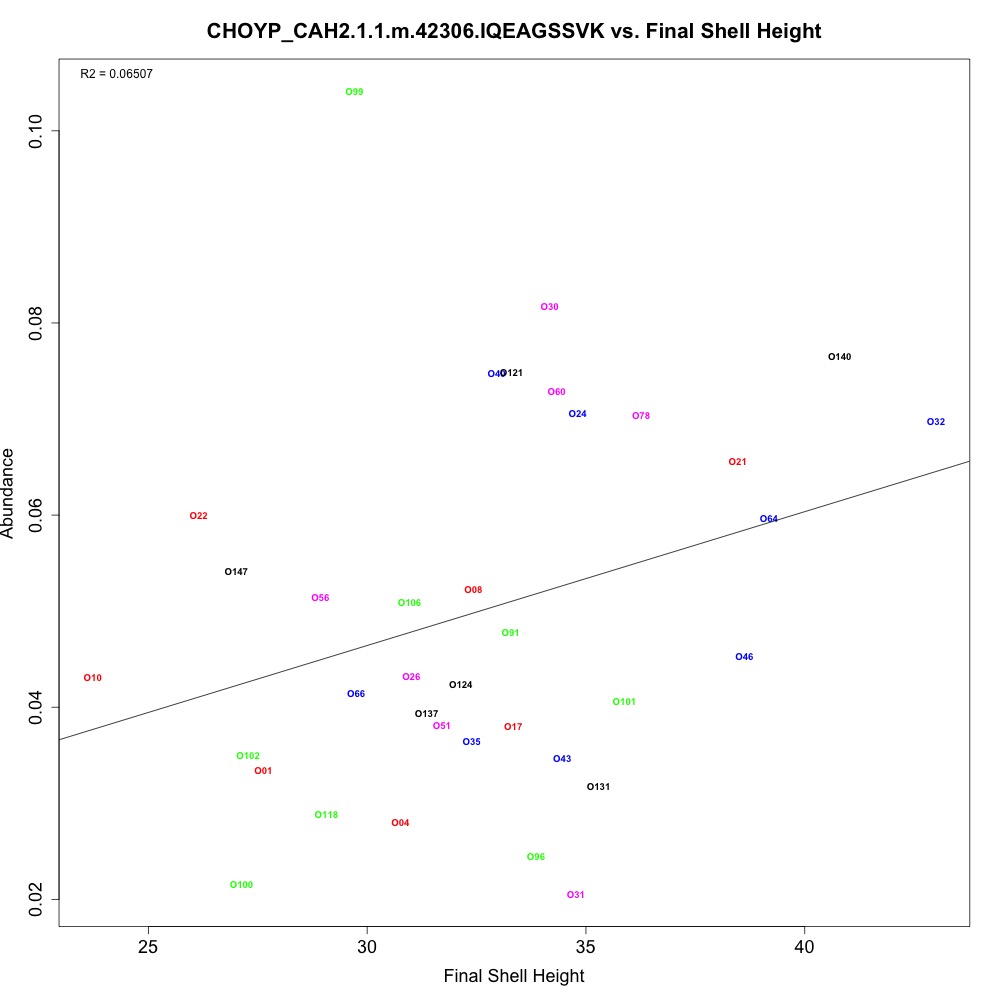 CHOYP_CAH2.1.1.m.42306.IQEAGSSVK vs. Final Shell Height
R2 = 0.06507
O99
0.10
O30
0.08
O140
O40
O121
O60
O24
O78
O32
O21
Abundance
O22
0.06
O64
O147
O08
O56
O106
O91
O46
O10
O26
O124
O66
O101
0.04
O137
O51
O17
O35
O102
O43
O01
O131
O118
O04
O96
O100
O31
0.02
25 30 35 40
Final Shell Height